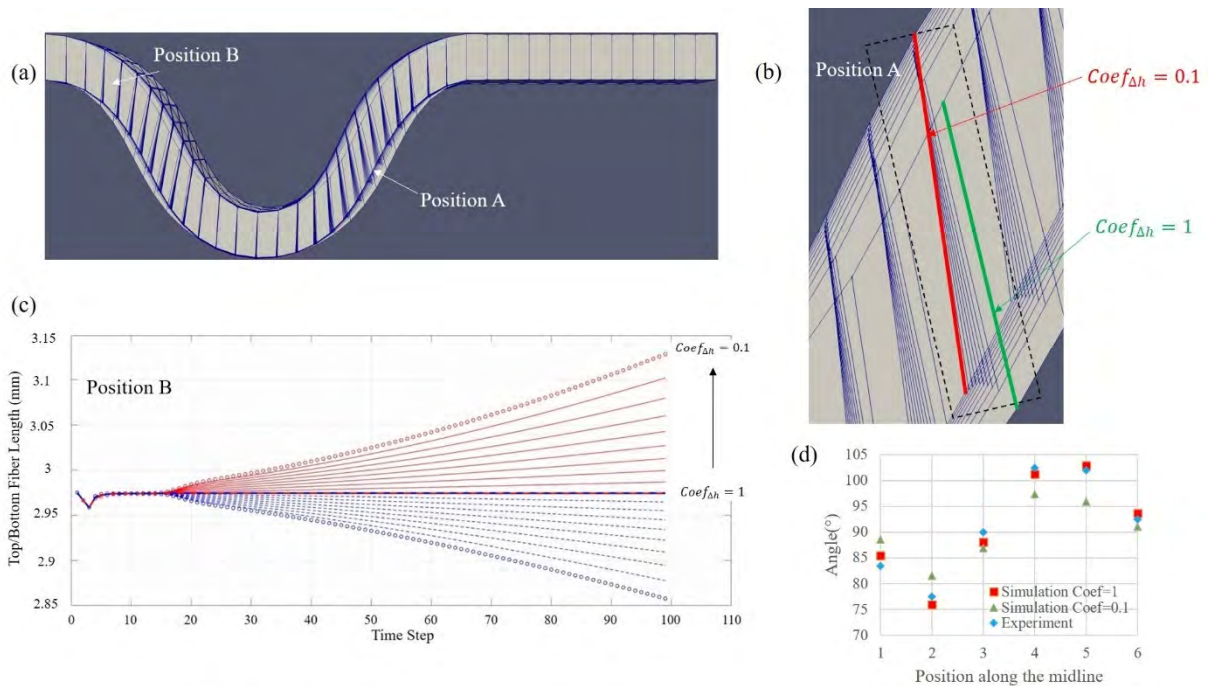 (a)
Position B
Position A
(b)
Position A
Coef_Δh = 0.1
Coef_Δh = 1
(c)
3.15
3.1
3.05
3
2.95
2.9
2.85
Top/Bottom Fiber Length (mm)
Position B
Coef_Δh = 0.1
Coef_Δh = 1
0 10 20 30 40 50 60 70 80 90 100 110
Time Step
(d)
105
100
95
90
85
80
75
70
Angle(°)
Simulation Coef=1
Simulation Coef=0.1
Experiment
1 2 3 4 5 6
Position along the midline